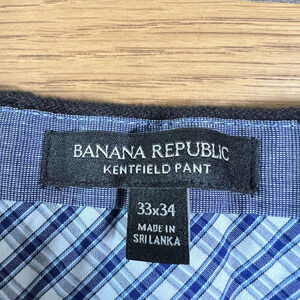 BANANA REPUBLIC
KENTFIELD PANT
33x34
MADE IN
SRI LANKA